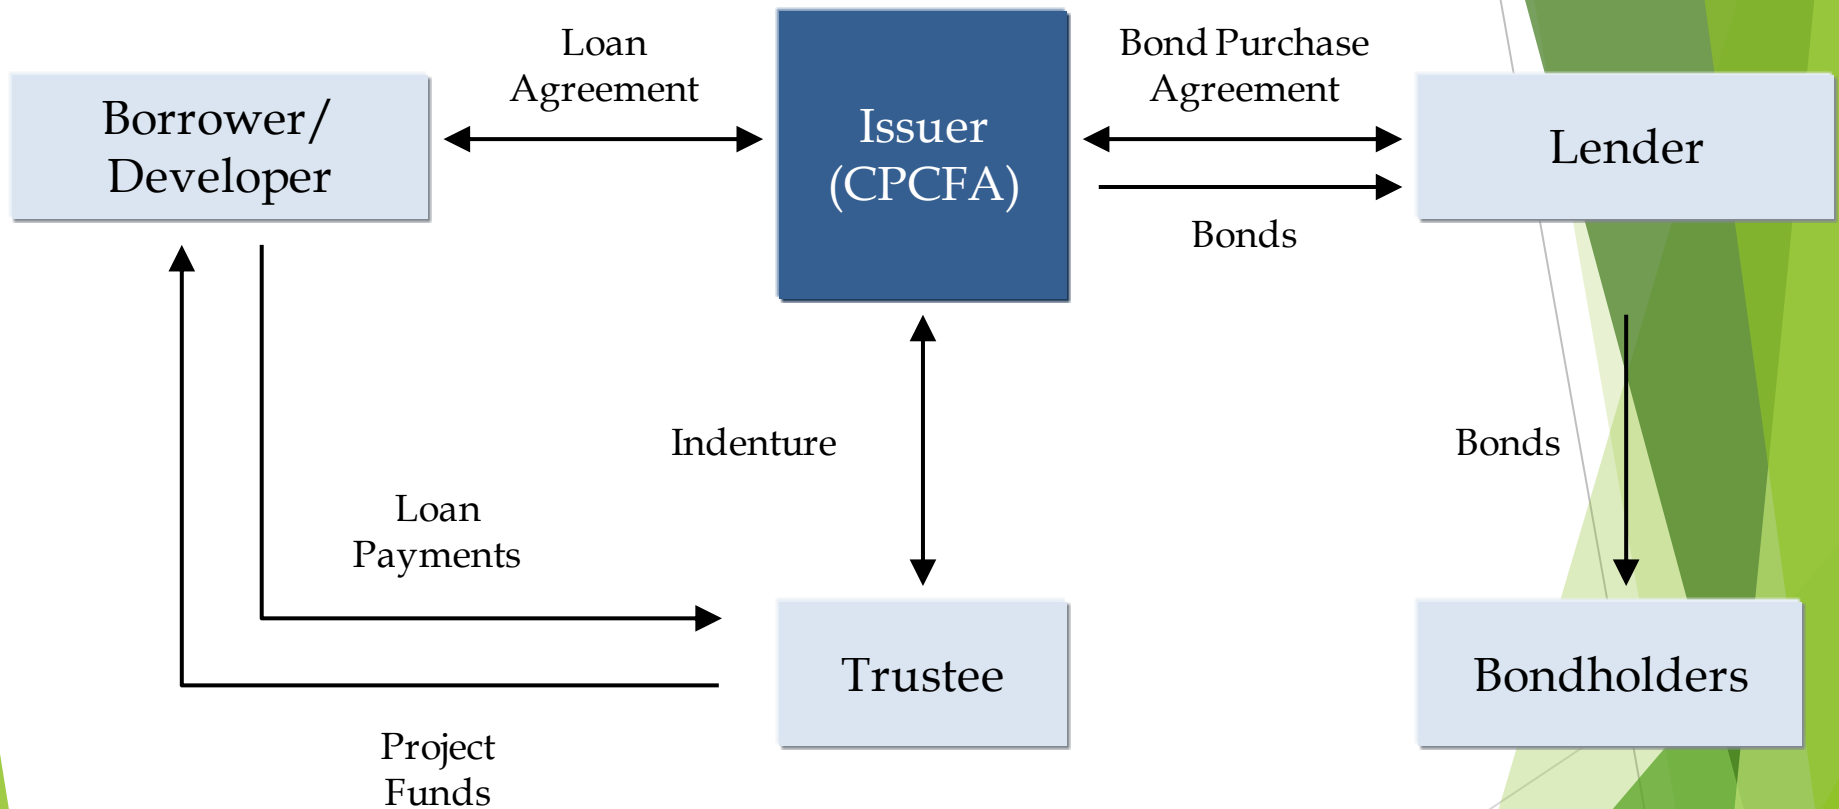 Loan
Agreement
Bond Purchase
Agreement
Borrower/
Developer
Issuer
(CPCFA)
Lender
Bonds
Indenture
Bonds
Loan
Payments
Trustee
Bondholders
Project
Funds